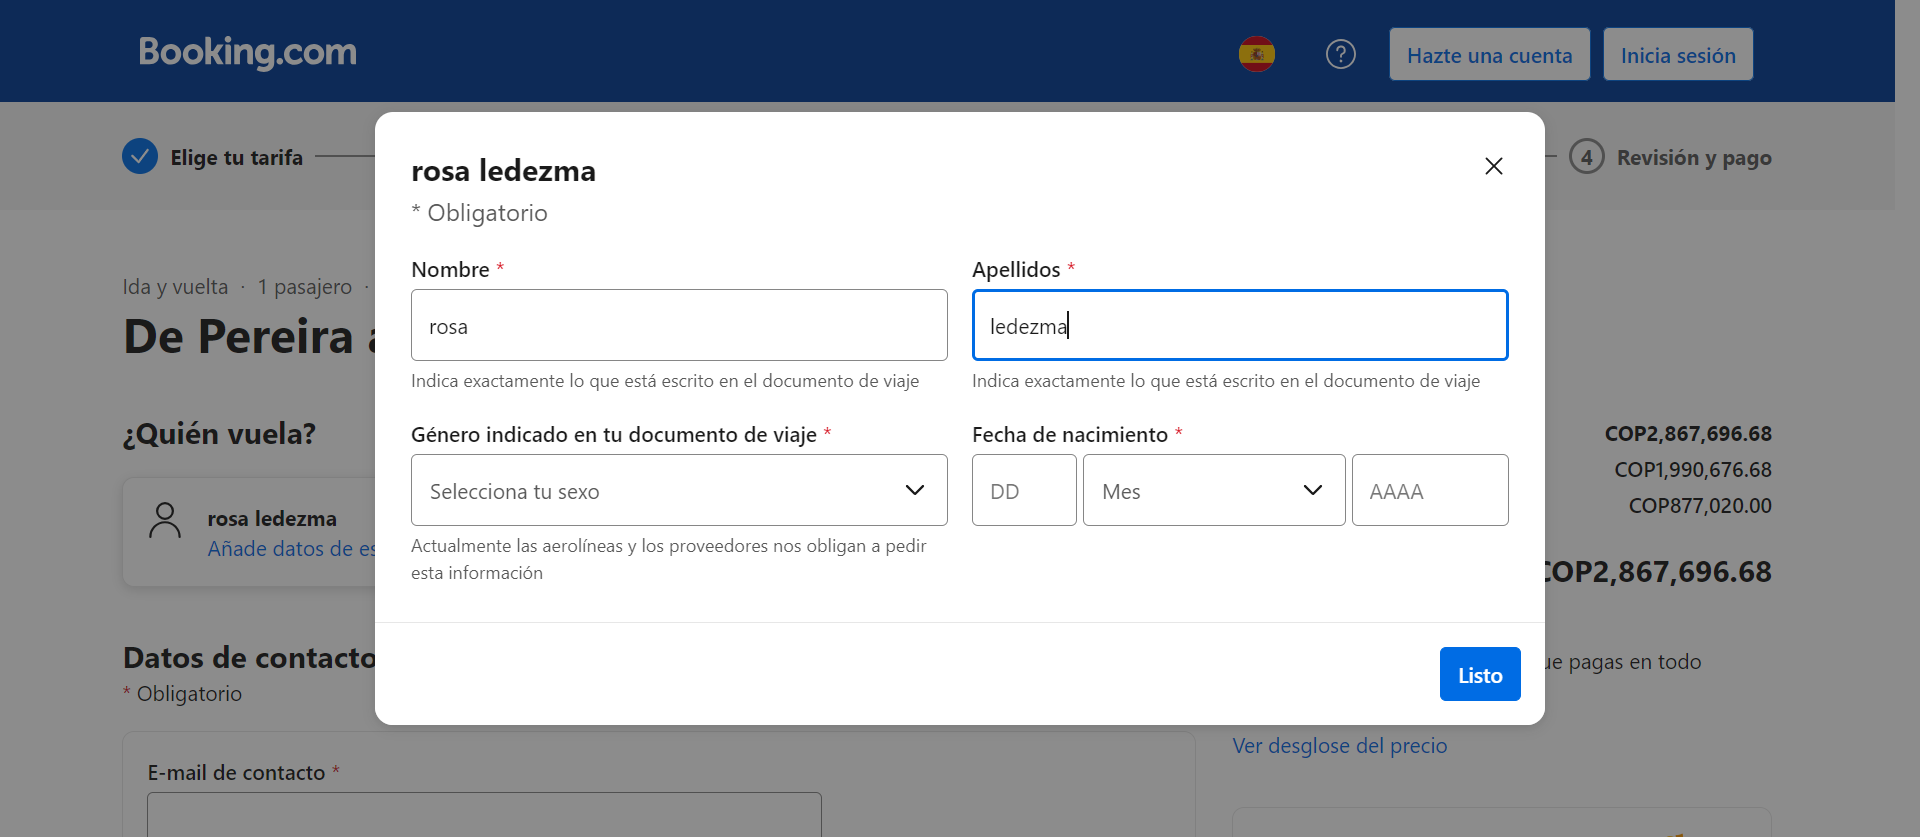 Booking.com
Hazte una cuenta
Inicia sesión
Elige tu tarifa
4 Revisión y pago
rosa ledezma
* Obligatorio
Nombre *
Apellidos *
rosa
ledezma
Indica exactamente lo que está escrito en el documento de viaje
Indica exactamente lo que está escrito en el documento de viaje
Género indicado en tu documento de viaje *
Fecha de nacimiento *
Selecciona tu sexo
DD
Mes
AAAA
Actualmente las aerolíneas y los proveedores nos obligan a pedir
esta información
Listo
Ida y vuelta · 1 pasajero ·
De Pereira
¿Quién vuela?
rosa ledezma
Añade datos de
COP2,867,696.68
COP1,990,676.68
COP877,020.00
COP2,867,696.68
Datos de contacto
* Obligatorio
pagas en todo
Ver desglose del precio
E-mail de contacto *